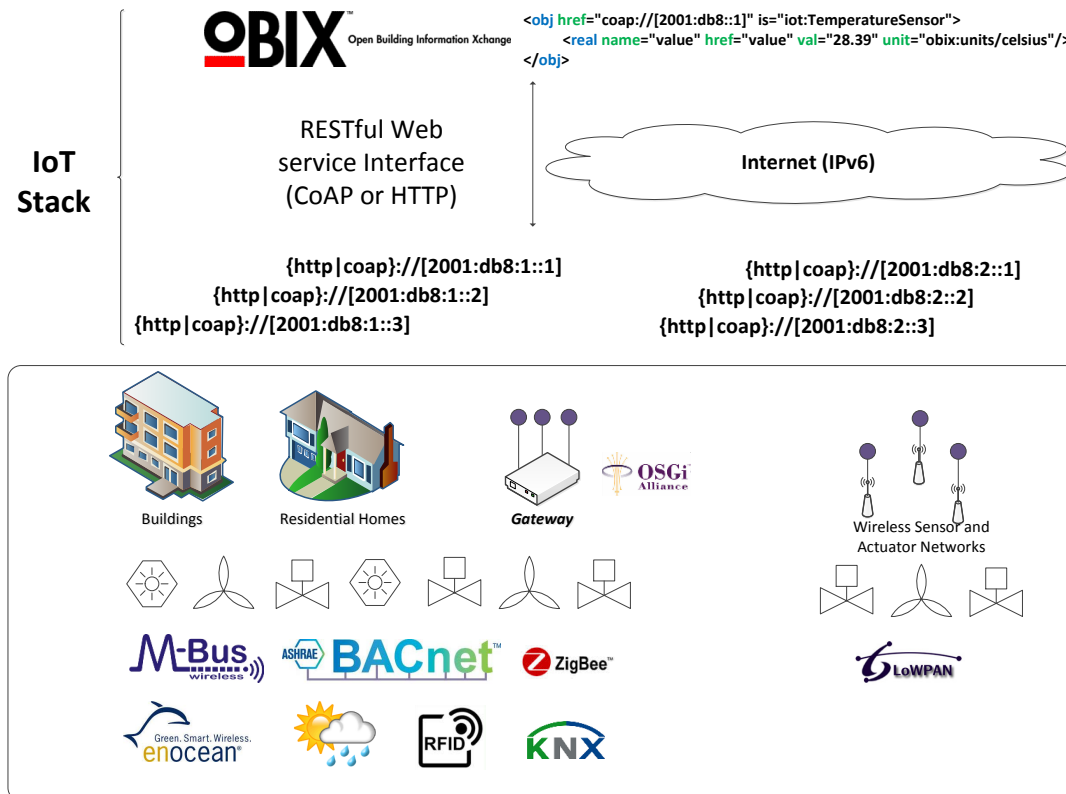 OBIX™ Open Building Information Xchange
<obj href="coap://[2001:db8::1]" is="iot:TemperatureSensor">
<real name="value" href="value" val="28.39" unit="obix:units/celsius"/>
</obj>
IoT
Stack
RESTful Web
service Interface
(CoAP or HTTP)
Internet (IPv6)
{http|coap}://[2001:db8:1::1]
{http|coap}://[2001:db8:1::2]
{http|coap}://[2001:db8:1::3]
{http|coap}://[2001:db8:2::1]
{http|coap}://[2001:db8:2::2]
{http|coap}://[2001:db8:2::3]
Buildings
Residential Homes
Gateway
OSGi™
Alliance
Wireless Sensor and
Actuator Networks
M-Bus
wireless
ASHRAE BACnet™
ZigBee™
6LoWPAN
Green. Smart. Wireless.
enocean®
RFID
KNX